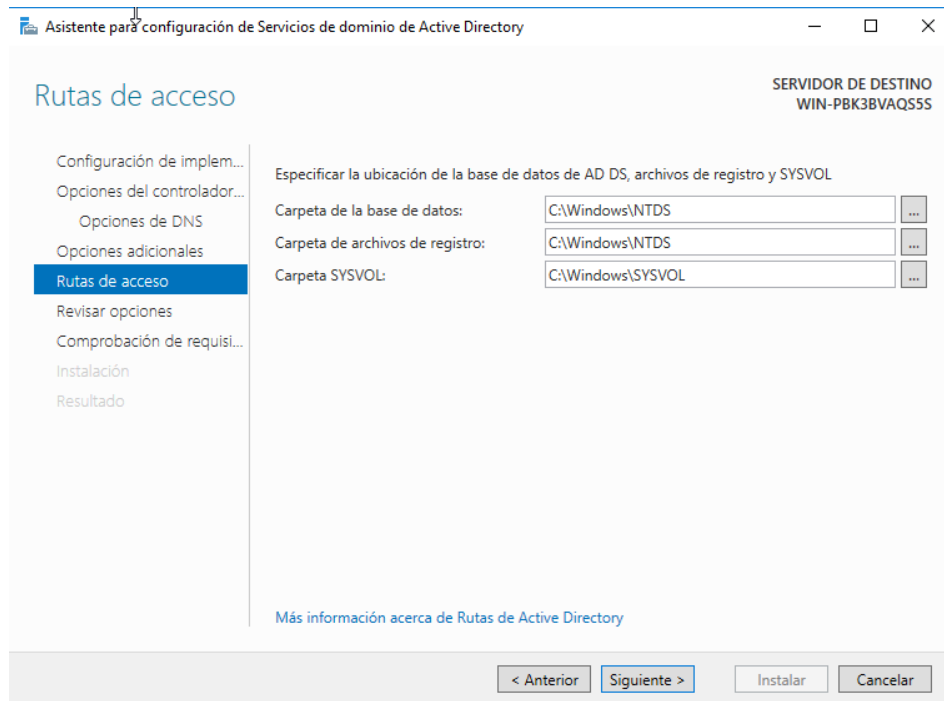 Asistente para configuración de Servicios de dominio de Active Directory
Rutas de acceso
SERVIDOR DE DESTINO
WIN-PBK3BVAQS5S
Configuración de implem...
Opciones del controlador...
Opciones de DNS
Opciones adicionales
Rutas de acceso
Revisar opciones
Comprobación de requisi...
Instalación
Resultado
Especificar la ubicación de la base de datos de AD DS, archivos de registro y SYSVOL
Carpeta de la base de datos: C:\Windows\NTDS ...
Carpeta de archivos de registro: C:\Windows\NTDS ...
Carpeta SYSVOL: C:\Windows\SYSVOL ...
Más información acerca de Rutas de Active Directory
< Anterior Siguiente > Instalar Cancelar